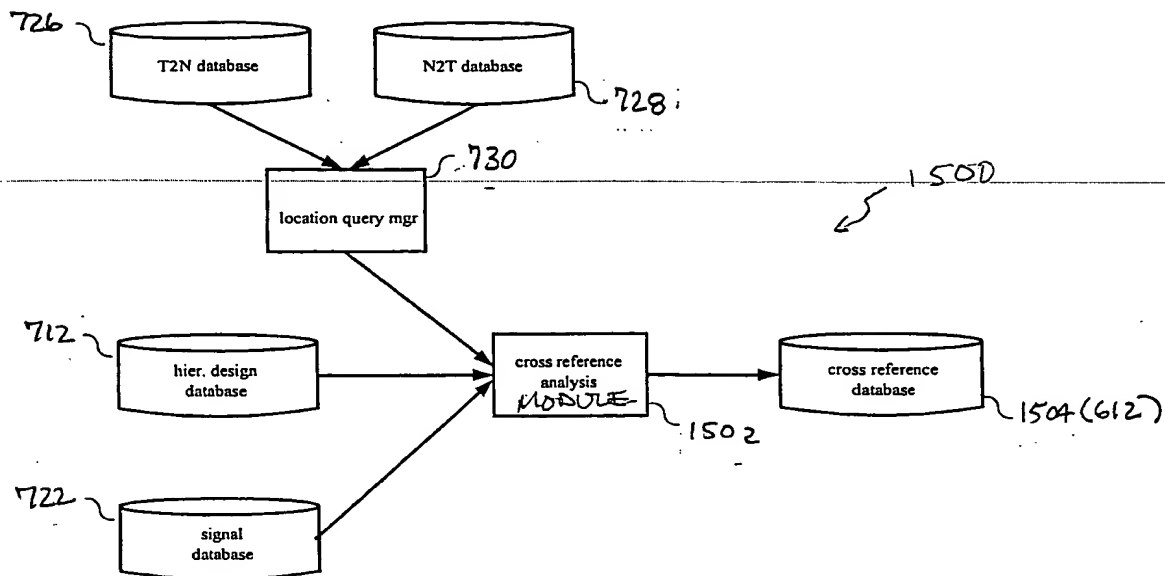 726
T2N database
N2T database
728
730
1500
location query mgr
712
hier. design
database
cross reference
analysis
MODULE
1502
cross reference
database
1504 (612)
722
signal
database